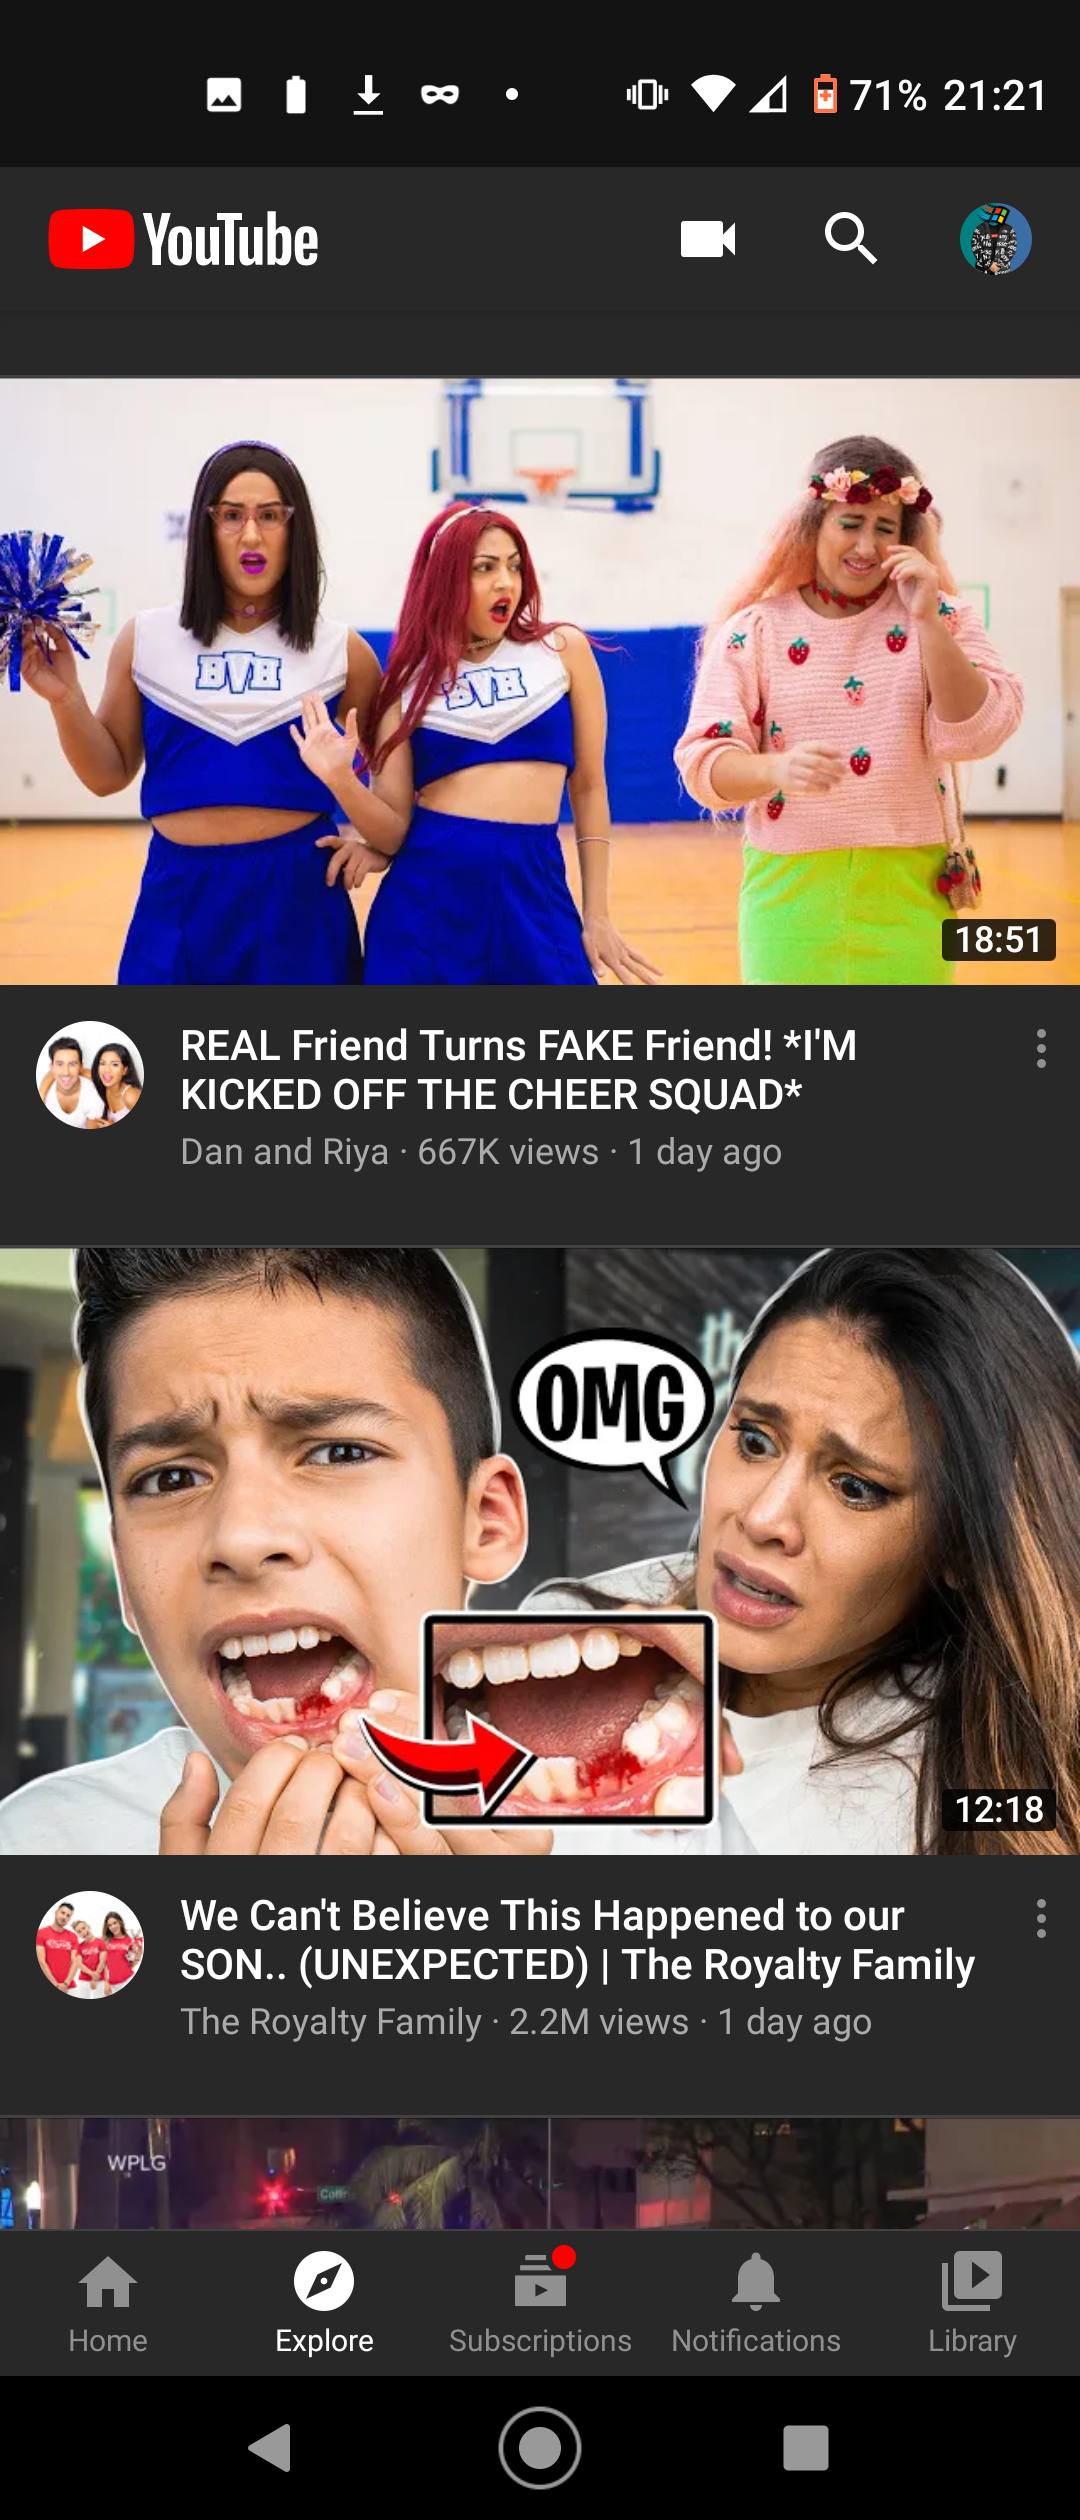 71% 21:21
YouTube
BVH
BVH
18:51
REAL Friend Turns FAKE Friend! *I'M
KICKED OFF THE CHEER SQUAD*
Dan and Riya · 667K views · 1 day ago
OMG
12:18
We Can't Believe This Happened to our
SON.. (UNEXPECTED) | The Royalty Family
The Royalty Family · 2.2M views · 1 day ago
WPLG
Home
Explore
Subscriptions
Notifications
Library